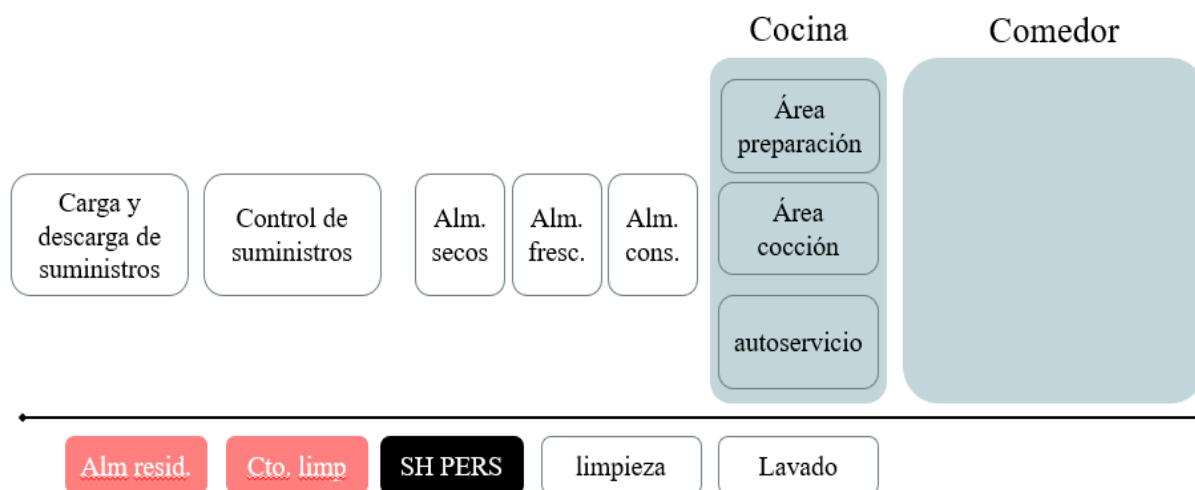 Cocina
Comedor
Área
preparación
Carga y
descarga de
suministros
Control de
suministros
Alm.
secos
Alm.
fresc.
Alm.
cons.
Área
cocción
autoservicio
Alm resid.
Cto. limp
SH PERS
limpieza
Lavado